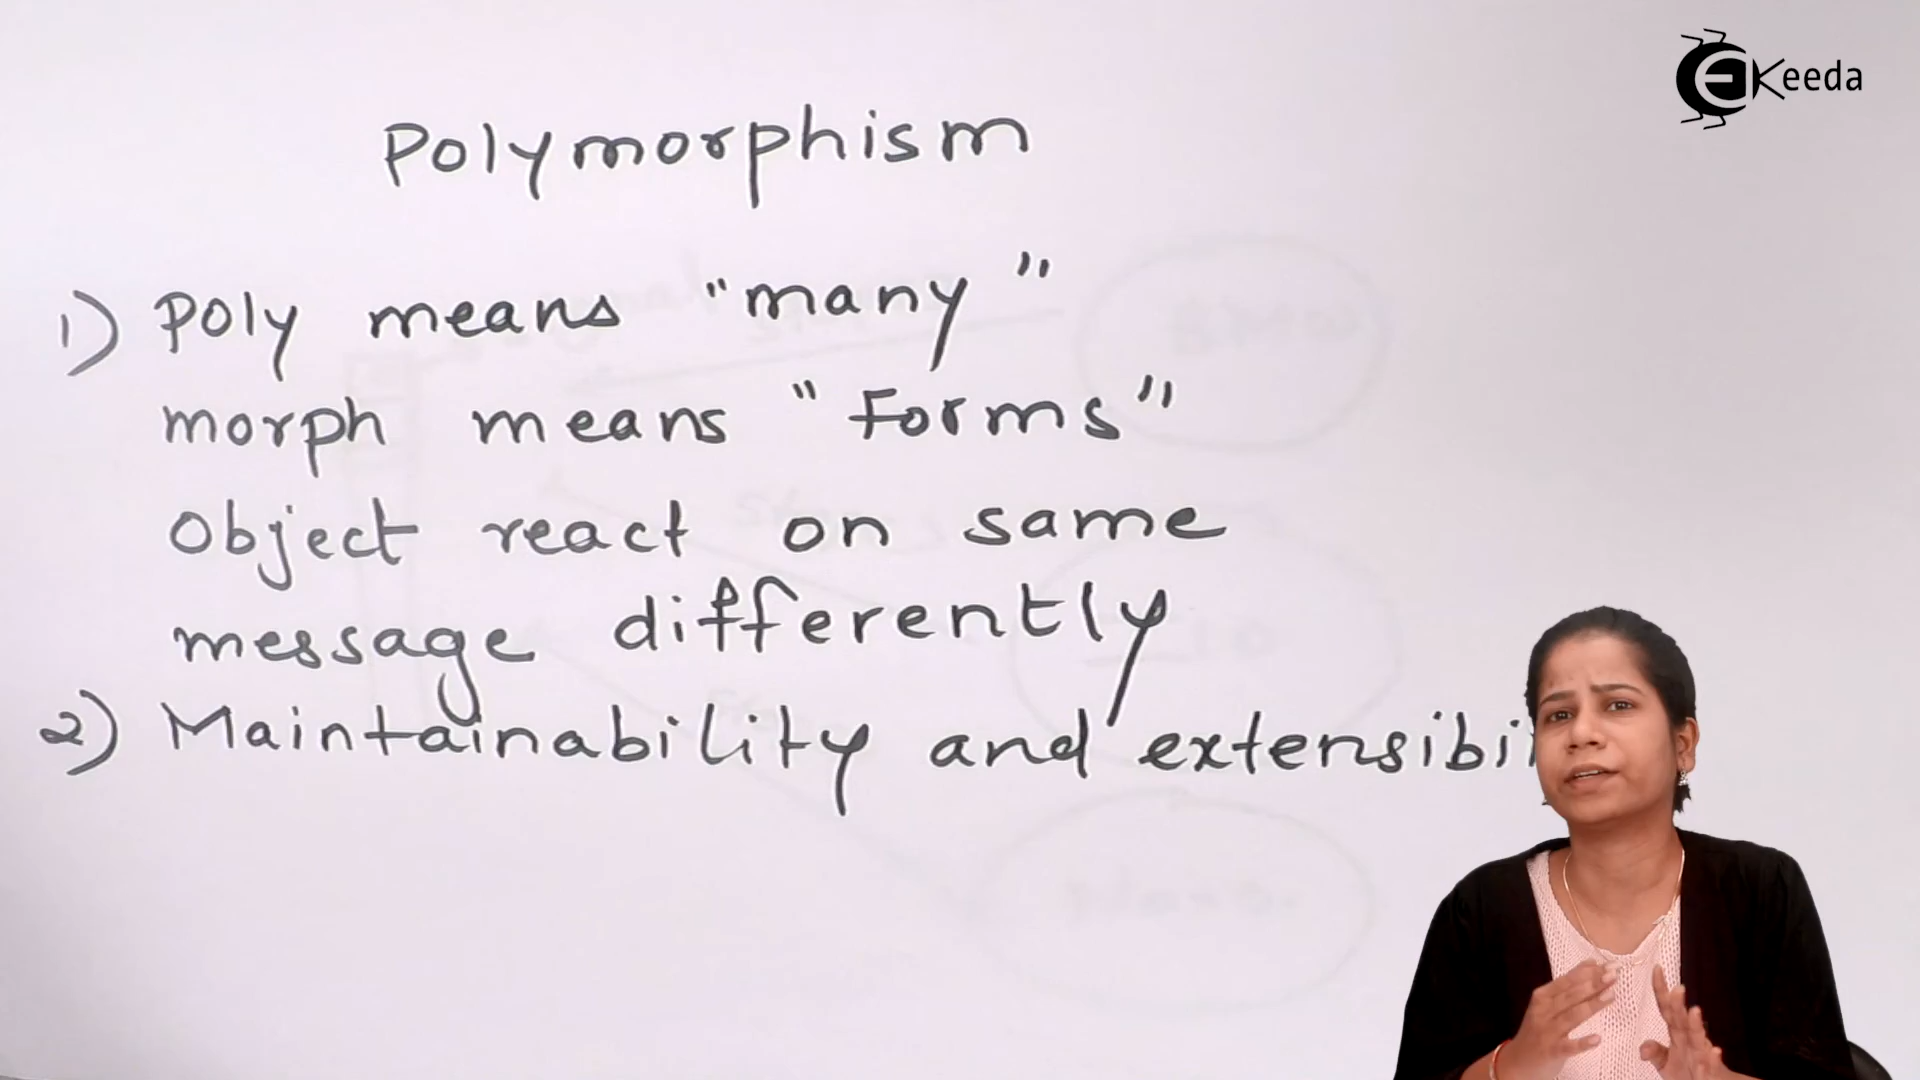 EKeeda
Polymorphism
1) Poly means "many"
morph means "Forms"
Object react on same
message differently
2) Maintainability and extensibi